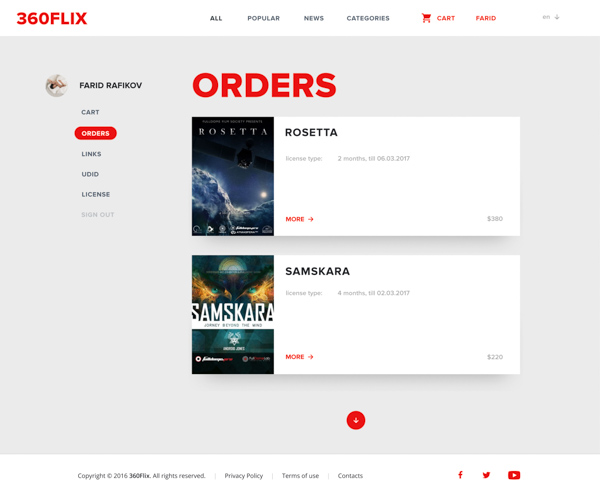 360FLIX
ALL POPULAR NEWS CATEGORIES CART FARID en
FARID RAFIKOV
CART
ORDERS
LINKS
UDID
LICENSE
SIGN OUT
ORDERS
ROSETTA
ROSETTA
license type: 2 months, till 06.03.2017
MORE
$380
SAMSKARA
JORNEY BEYOND THE MIND
ANDROID JONES
SAMSKARA
license type: 4 months, till 02.03.2017
MORE
$220
Copyright © 2016 360Flix. All rights reserved. Privacy Policy Terms of use Contacts